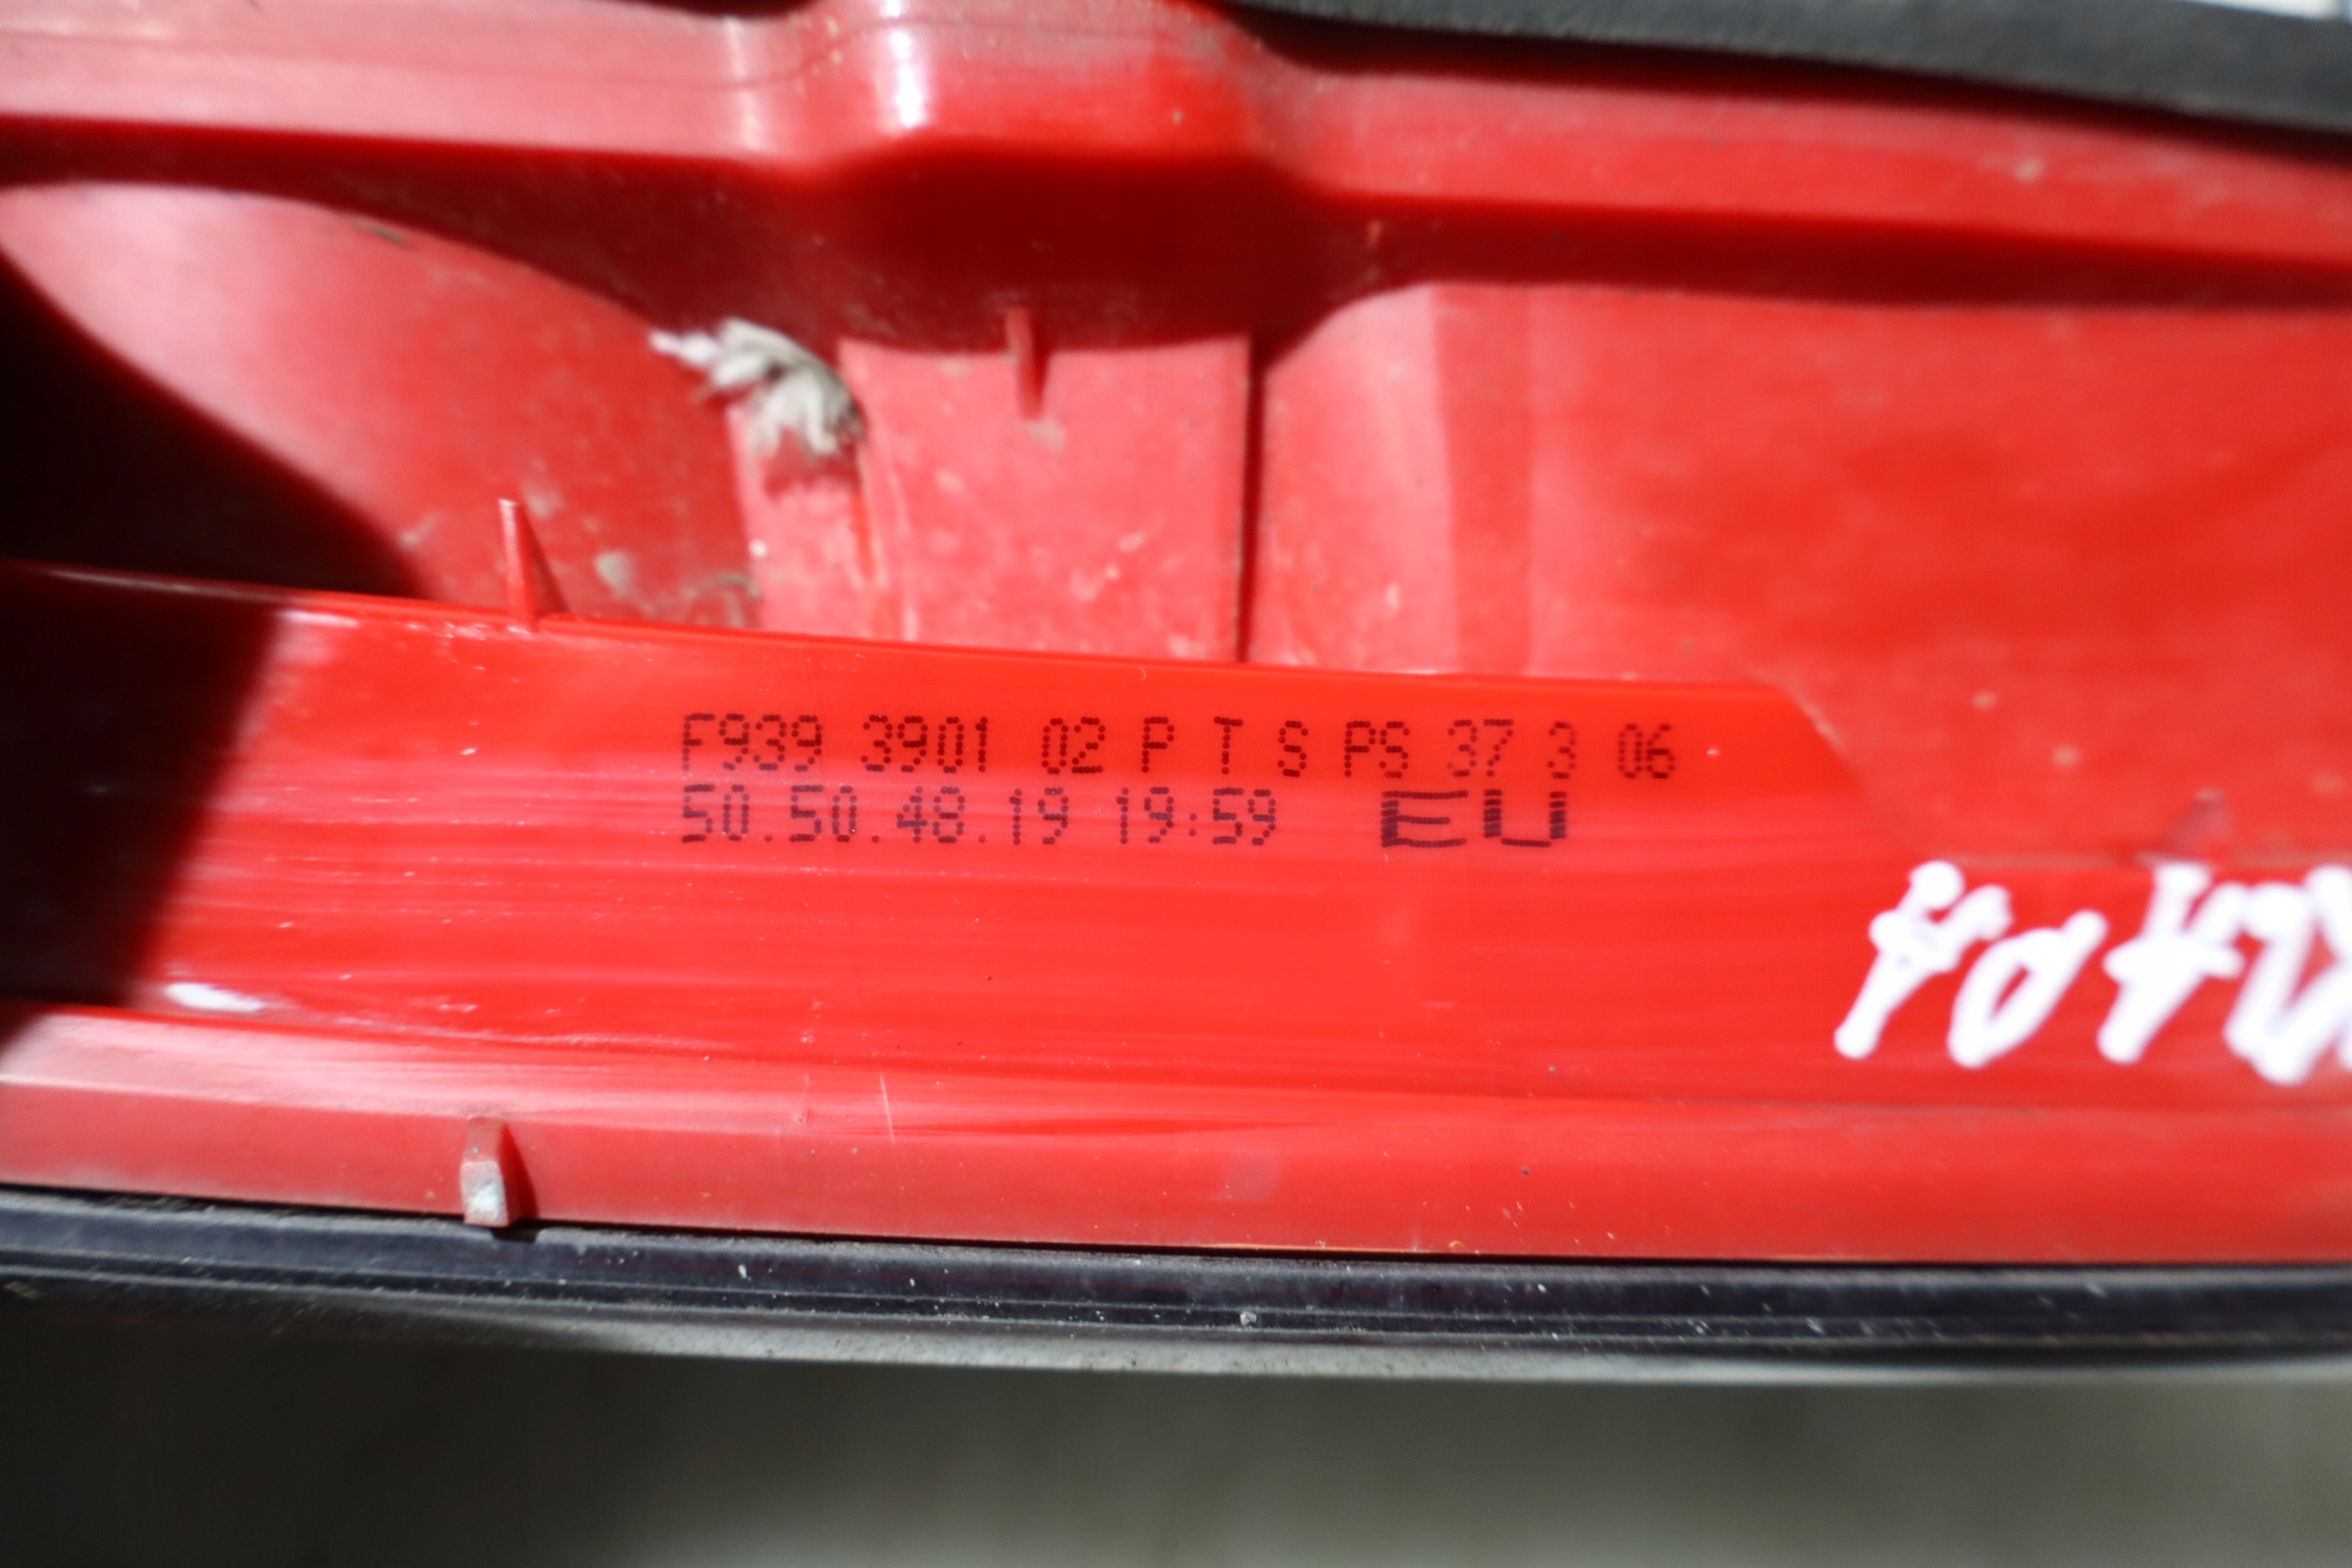 F939 3901 02 P T S PS 37 3 06
50.50.48.19 19:59 EU